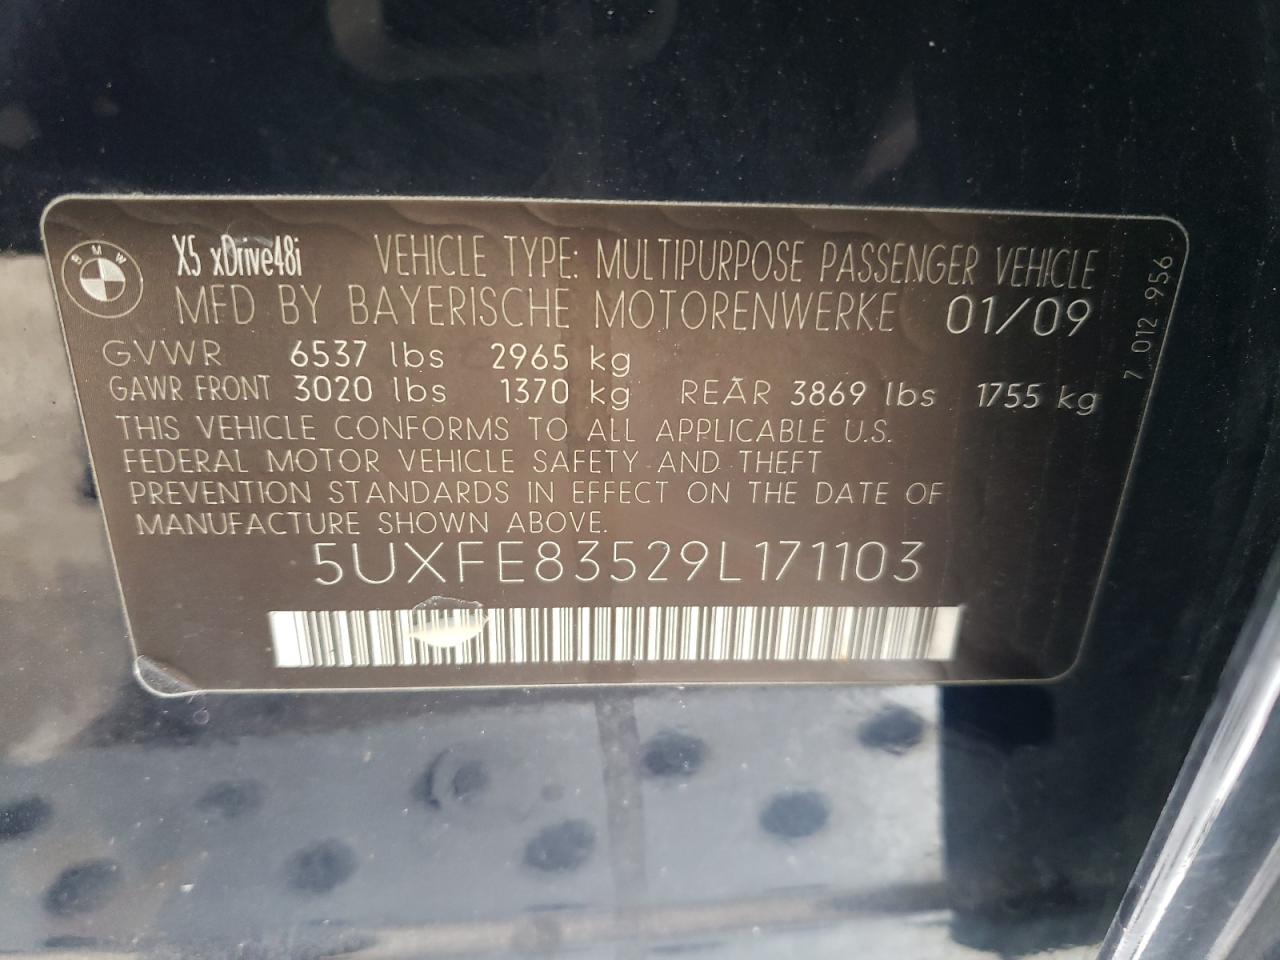 BMW
X5 xDrive48i VEHICLE TYPE: MULTIPURPOSE PASSENGER VEHICLE
MFD BY BAYERISCHE MOTORENWERKE 01/09
GVWR 6537 lbs 2965 kg
GAWR FRONT 3020 lbs 1370 kg REAR 3869 lbs 1755 kg
THIS VEHICLE CONFORMS TO ALL APPLICABLE U.S.
FEDERAL MOTOR VEHICLE SAFETY AND THEFT
PREVENTION STANDARDS IN EFFECT ON THE DATE OF
MANUFACTURE SHOWN ABOVE.
5UXFE83529L171103
7 012 956